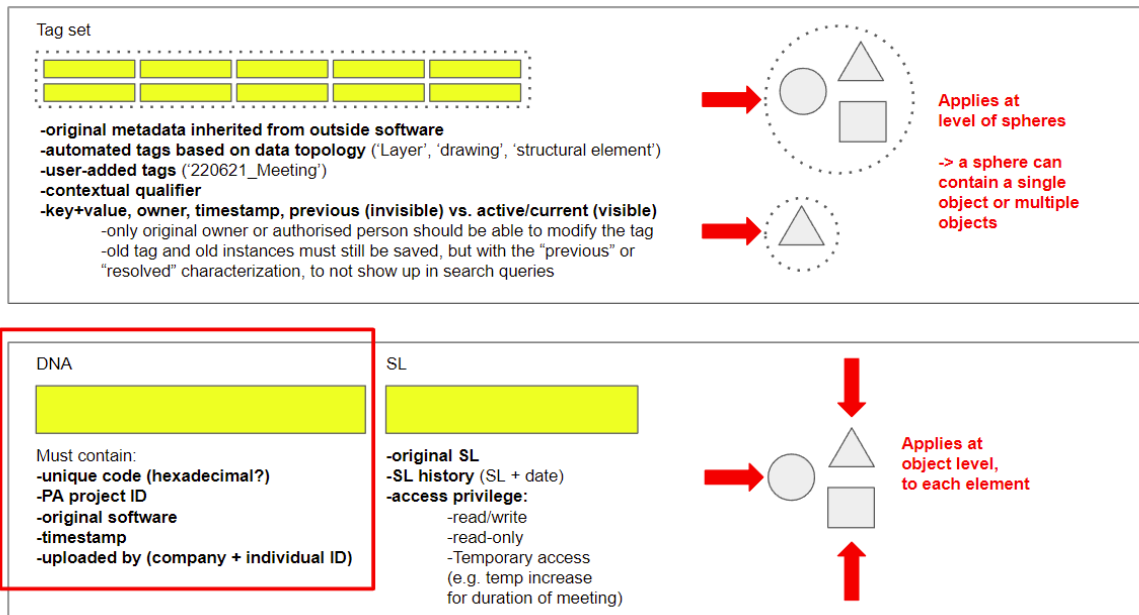 Tag set
-original metadata inherited from outside software
-automated tags based on data topology (‘Layer’, ‘drawing’, ‘structural element’)
-user-added tags (‘220621_Meeting’)
-contextual qualifier
-key+value, owner, timestamp, previous (invisible) vs. active/current (visible)
-only original owner or authorised person should be able to modify the tag
-old tag and old instances must still be saved, but with the “previous” or
“resolved” characterization, to not show up in search queries
Applies at
level of spheres
-> a sphere can
contain a single
object or multiple
objects
DNA
Must contain:
-unique code (hexadecimal?)
-PA project ID
-original software
-timestamp
-uploaded by (company + individual ID)
SL
-original SL
-SL history (SL + date)
-access privilege:
-read/write
-read-only
-Temporary access
(e.g. temp increase
for duration of meeting)
Applies at
object level,
to each element